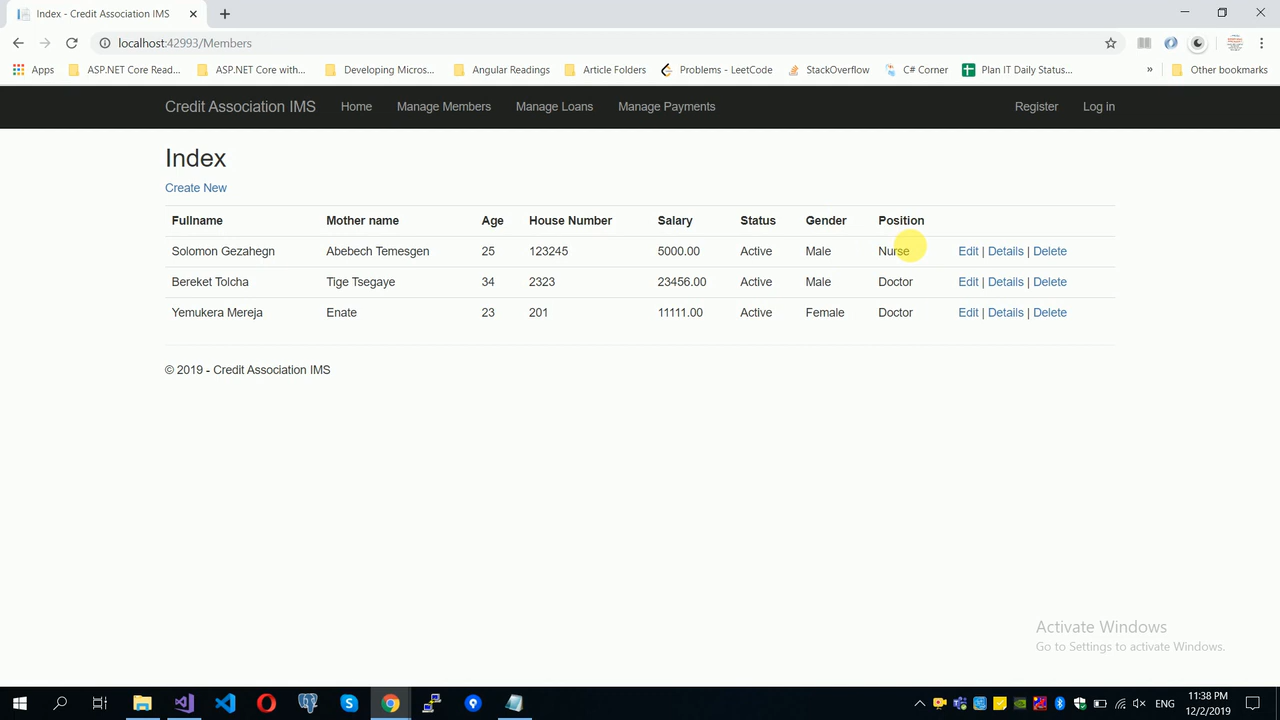 Index - Credit Association IMS
localhost:42993/Members
Apps ASP.NET Core Read... ASP.NET Core with... Developing Micros... Angular Readings Article Folders Problems - LeetCode StackOverflow C# Corner Plan IT Daily Status... » Other bookmarks
Credit Association IMS Home Manage Members Manage Loans Manage Payments Register Log in
Index
Create New
Fullname Mother name Age House Number Salary Status Gender Position
Solomon Gezahegn Abebech Temesgen 25 123245 5000.00 Active Male Nurse Edit | Details | Delete
Bereket Tolcha Tige Tsegaye 34 2323 23456.00 Active Male Doctor Edit | Details | Delete
Yemukera Mereja Enate 23 201 11111.00 Active Female Doctor Edit | Details | Delete
© 2019 - Credit Association IMS
Activate Windows
Go to Settings to activate Windows.
ENG
11:38 PM
12/2/2019